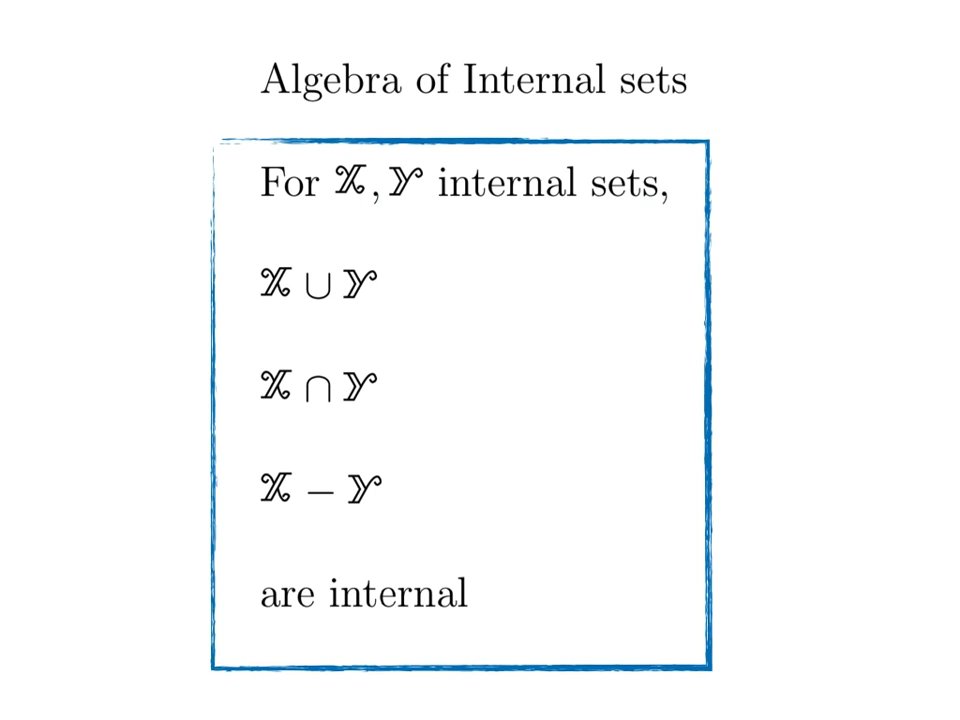 Algebra of Internal sets
For 𝕏, 𝕐 internal sets,
𝕏 ∪ 𝕐
𝕏 ∩ 𝕐
𝕏 − 𝕐
are internal